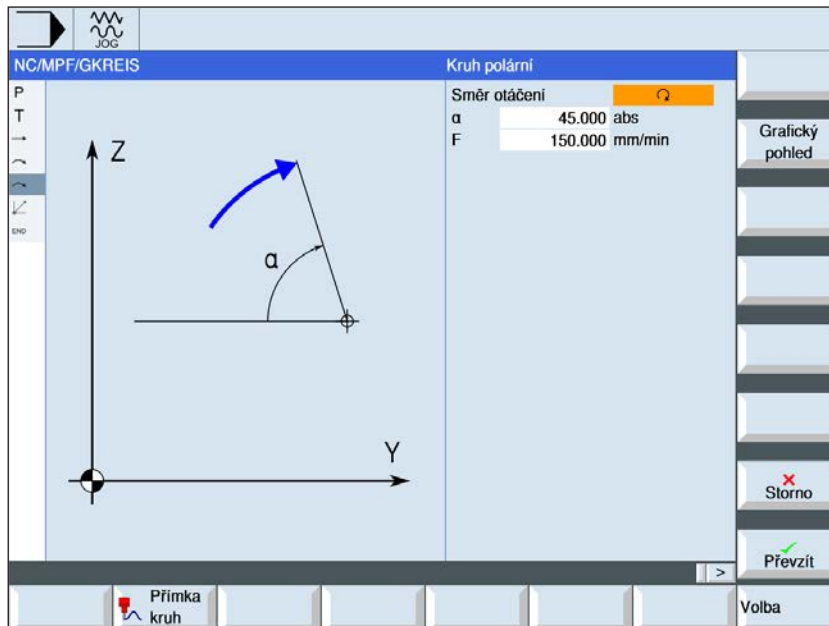 JOG
NC/MPF/GKREIS
Kruh polární
P
T
END
Z
α
Y
Směr otáčení
α 45.000 abs
F 150.000 mm/min
Grafický
pohled
Storno
Převzít
>
Přímka
kruh
Volba